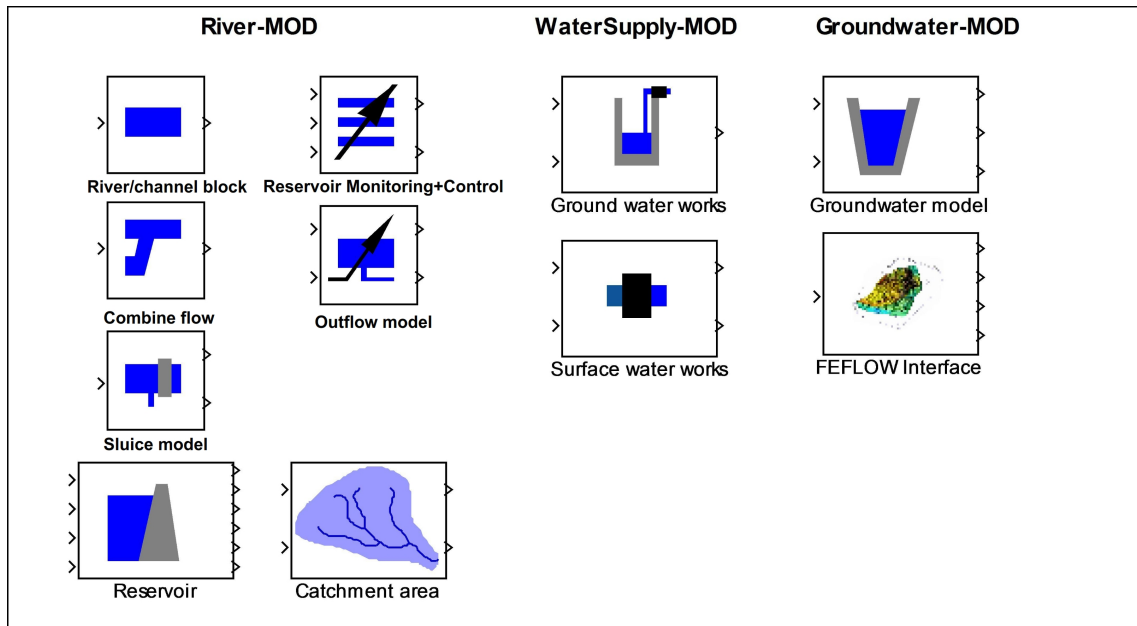 River-MOD
WaterSupply-MOD
Groundwater-MOD
River/channel block
Reservoir Monitoring+Control
Ground water works
Groundwater model
Combine flow
Outflow model
Surface water works
FEFLOW Interface
Sluice model
Reservoir
Catchment area